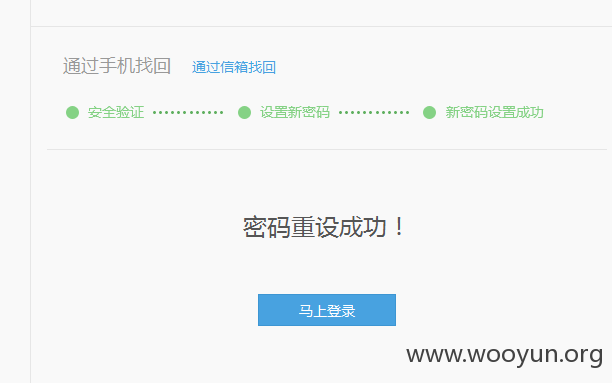 通过手机找回 通过信箱找回
安全验证 设置新密码 新密码设置成功
密码重设成功！
马上登录
www.wooyun.org